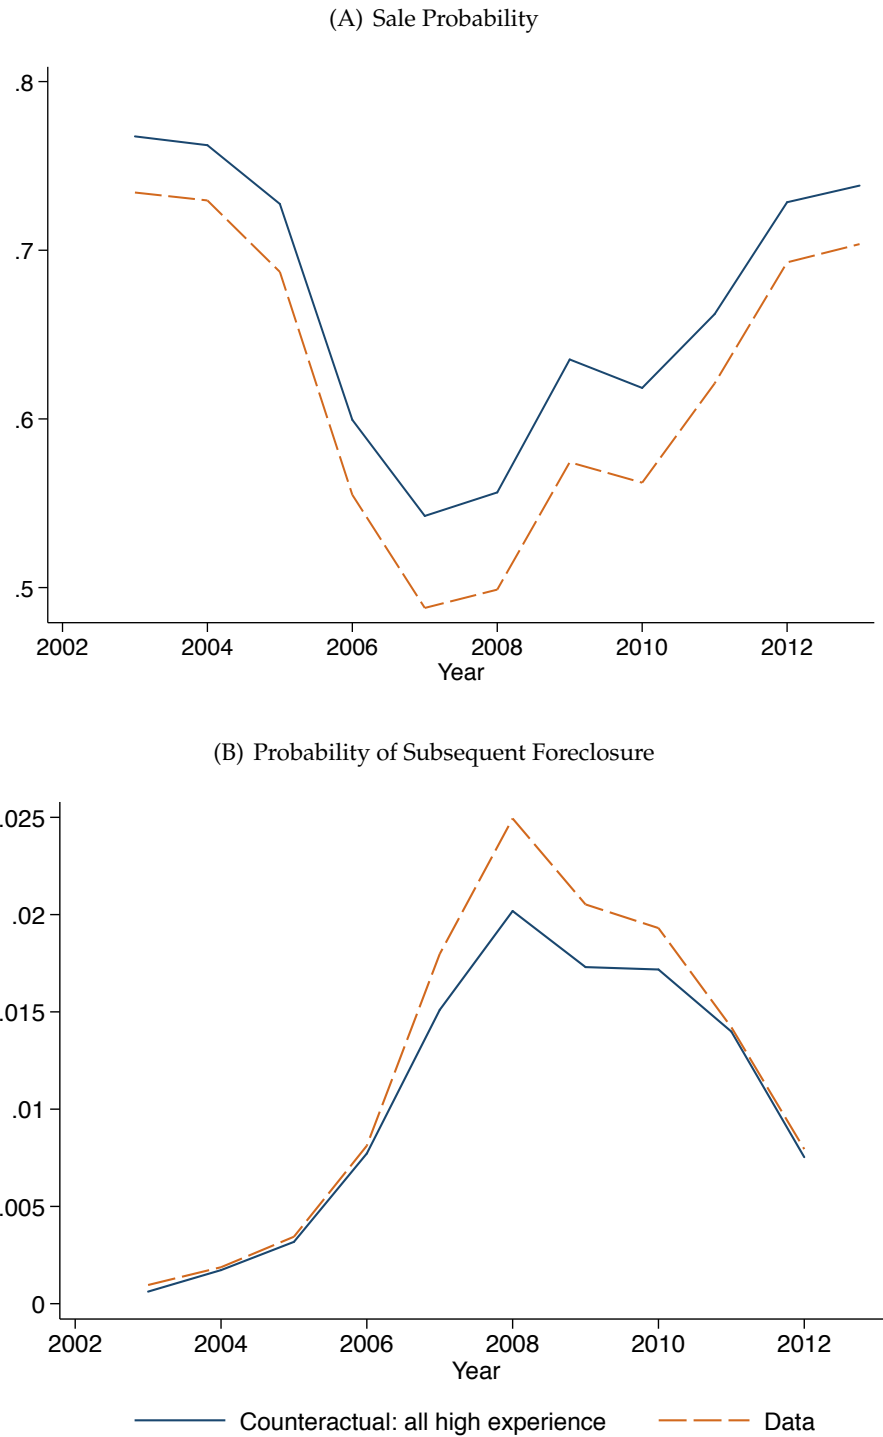 (A) Sale Probability
.8
.7
.6
.5
2002 2004 2006 2008 2010 2012
Year
(B) Probability of Subsequent Foreclosure
.025
.02
.015
.01
.005
0
2002 2004 2006 2008 2010 2012
Year
Counteractual: all high experience Data